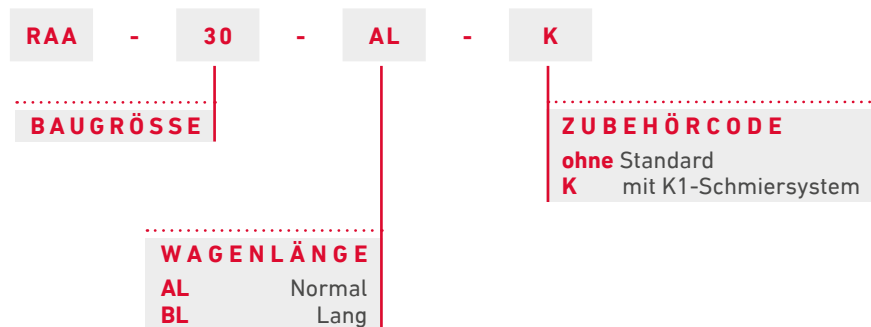 RAA - 30 - AL - K
BAUGRÖSSE
ZUBEHÖRCODE
ohne Standard
K mit K1-Schmiersystem
WAGENLÄNGE
AL Normal
BL Lang